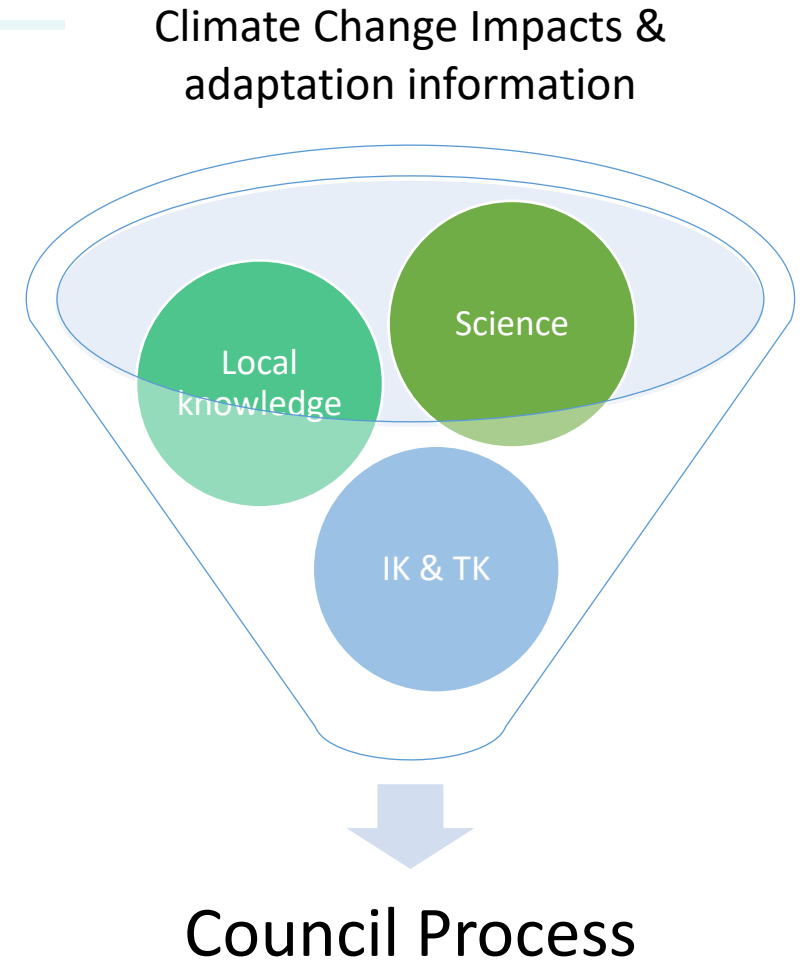 Climate Change Impacts &
adaptation information
Science
Local
knowledge
IK & TK
Council Process